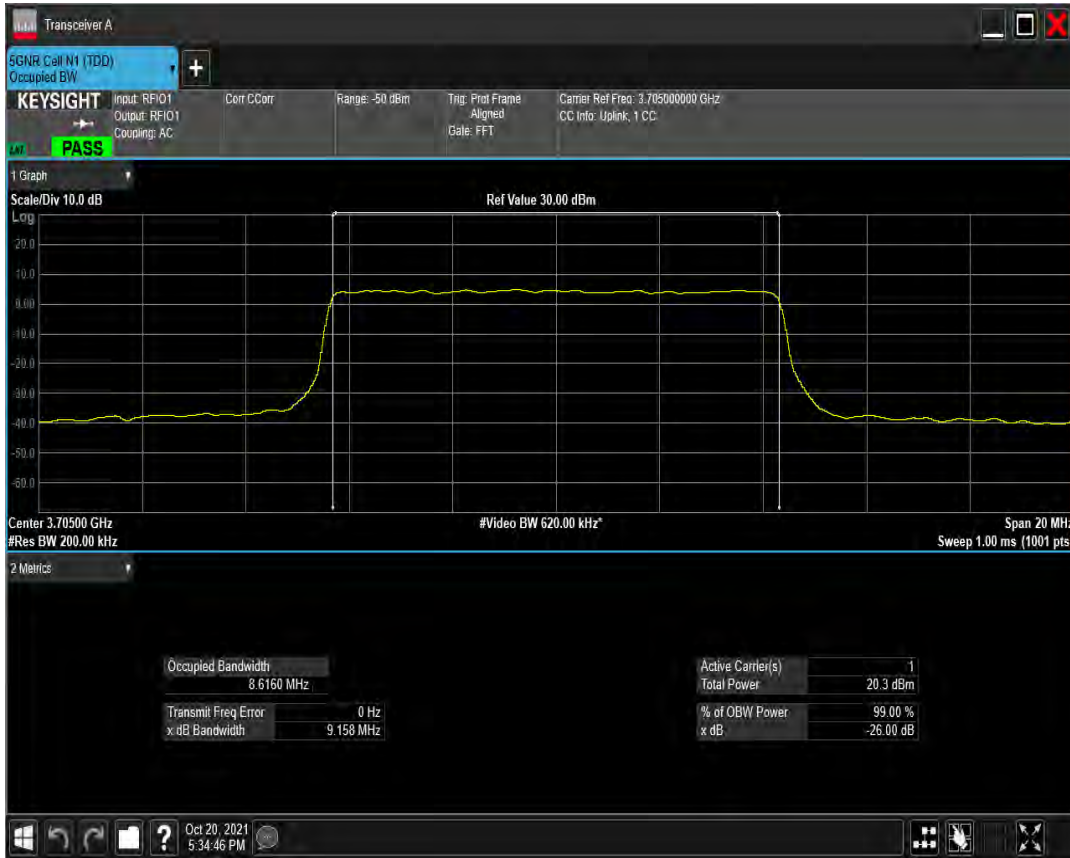 Transceiver A
5GNR Cell N1 (TDD)
Occupied BW
KEYSIGHT
Input: RFIO1
Output: RFIO1
Coupling: AC
Corr CCorr
Range: -50 dBm
Trig: Prot Frame
Aligned
Gate: FFT
Carrier Ref Freq: 3.705000000 GHz
CC Info: Uplink, 1 CC
PASS
1 Graph
Scale/Div 10.0 dB
Ref Value 30.00 dBm
Log
20.0
10.0
0.00
-10.0
-20.0
-30.0
-40.0
-50.0
-60.0
Center 3.70500 GHz
#Video BW 620.00 kHz*
Span 20 MHz
#Res BW 200.00 kHz
Sweep 1.00 ms (1001 pts
2 Metrics
Occupied Bandwidth
8.6160 MHz
Transmit Freq Error 0 Hz
x dB Bandwidth 9.158 MHz
Active Carrier(s) 1
Total Power 20.3 dBm
% of OBW Power 99.00 %
x dB -26.00 dB
?
Oct 20, 2021
5:34:46 PM